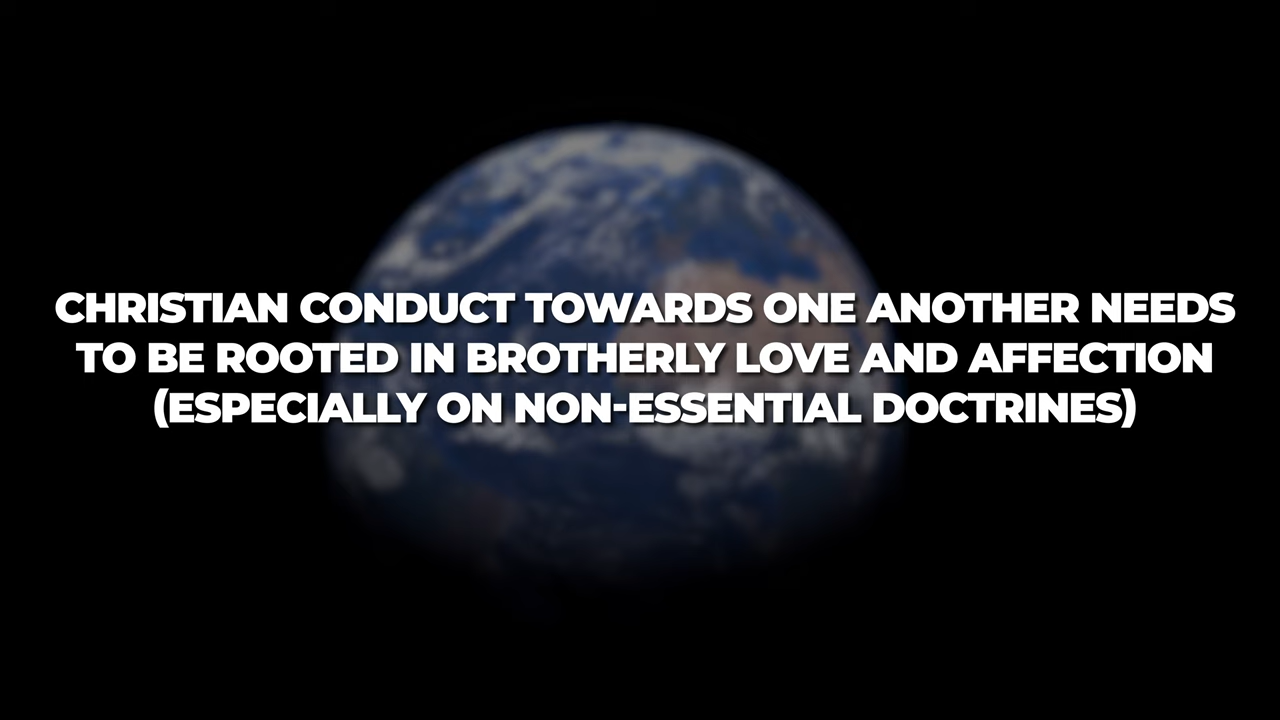 CHRISTIAN CONDUCT TOWARDS ONE ANOTHER NEEDS
TO BE ROOTED IN BROTHERLY LOVE AND AFFECTION
(ESPECIALLY ON NON-ESSENTIAL DOCTRINES)